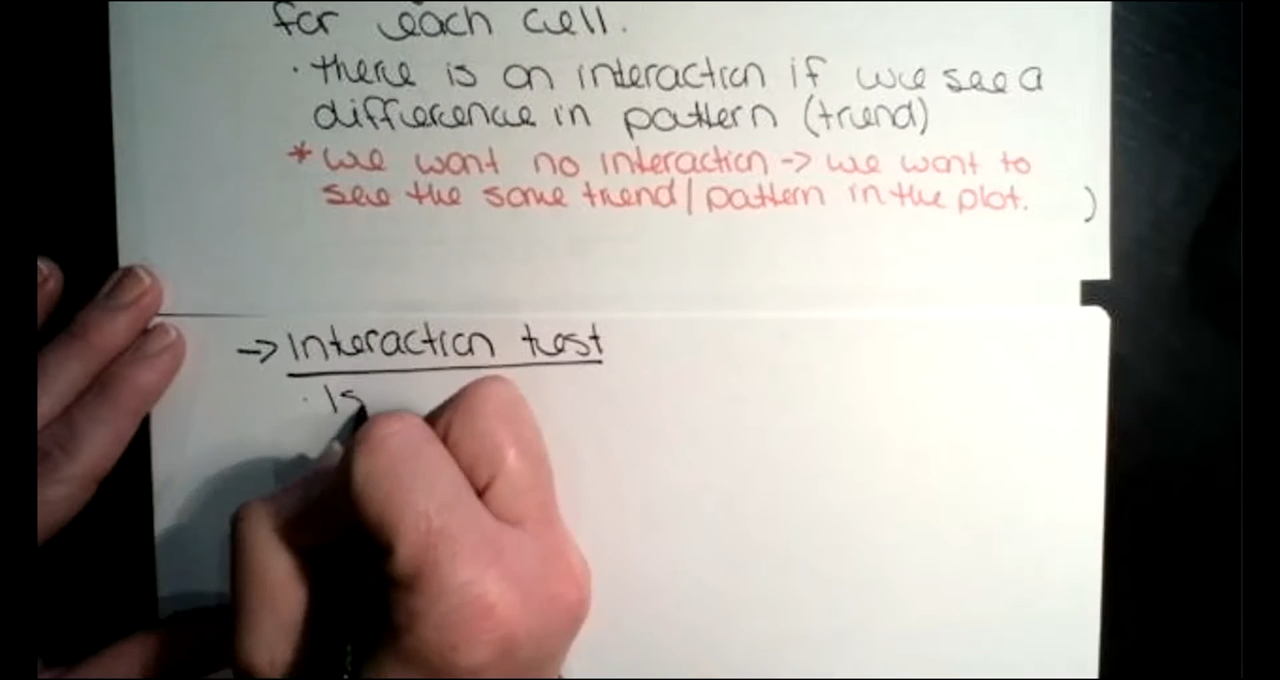 for each cell.
· there is an interaction if we see a
difference in pattern (trend)
* we want no interaction -> we want to
see the same trend/pattern in the plot. )
-> Interaction test
· Is